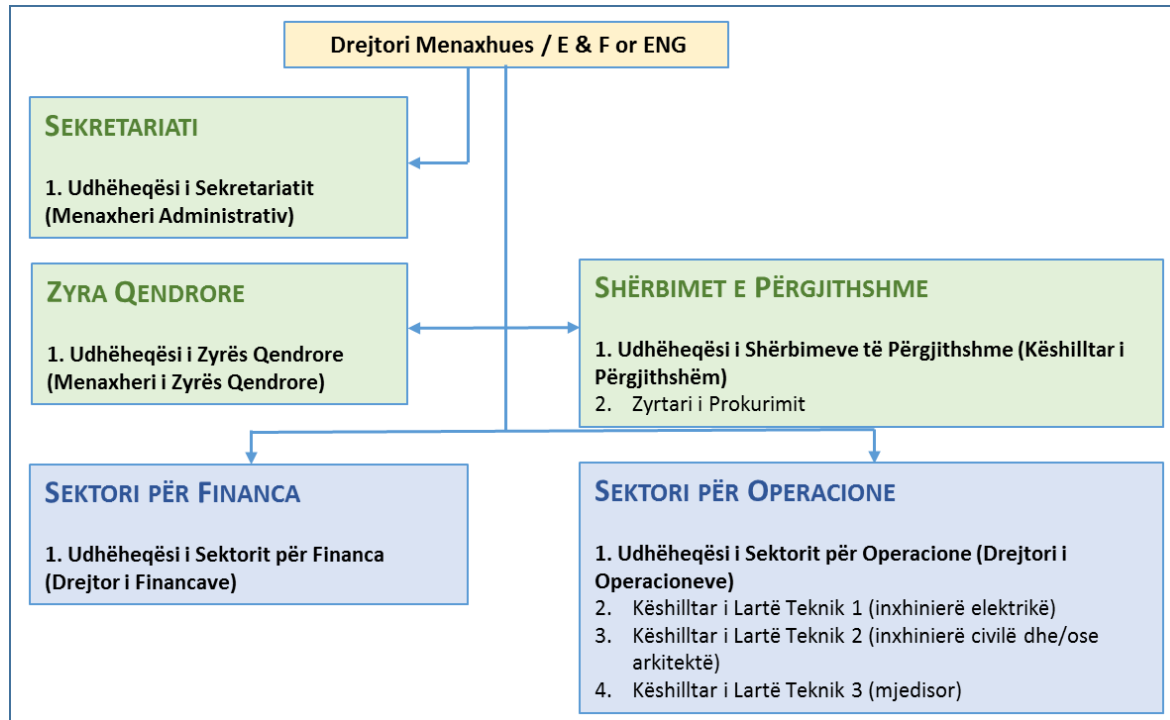 Drejtori Menaxhues / E & F or ENG
SEKRETARIATI
1. Udhëheqësi i Sekretariatit
(Menaxheri Administrativ)
ZYRA QENDRORE
1. Udhëheqësi i Zyrës Qendrore
(Menaxheri i Zyrës Qendrore)
SHËRBIMET E PËRGJITHSHME
1. Udhëheqësi i Shërbimeve të Përgjithshme (Këshilltar i
Përgjithshëm)
2. Zyrtari i Prokurimit
SEKTORI PËR FINANCA
1. Udhëheqësi i Sektorit për Financa
(Drejtor i Financave)
SEKTORI PËR OPERACIONE
1. Udhëheqësi i Sektorit për Operacione (Drejtori i
Operacioneve)
2. Këshilltar i Lartë Teknik 1 (inxhinierë elektrikë)
3. Këshilltar i Lartë Teknik 2 (inxhinierë civilë dhe/ose
arkitektë)
4. Këshilltar i Lartë Teknik 3 (mjedisor)